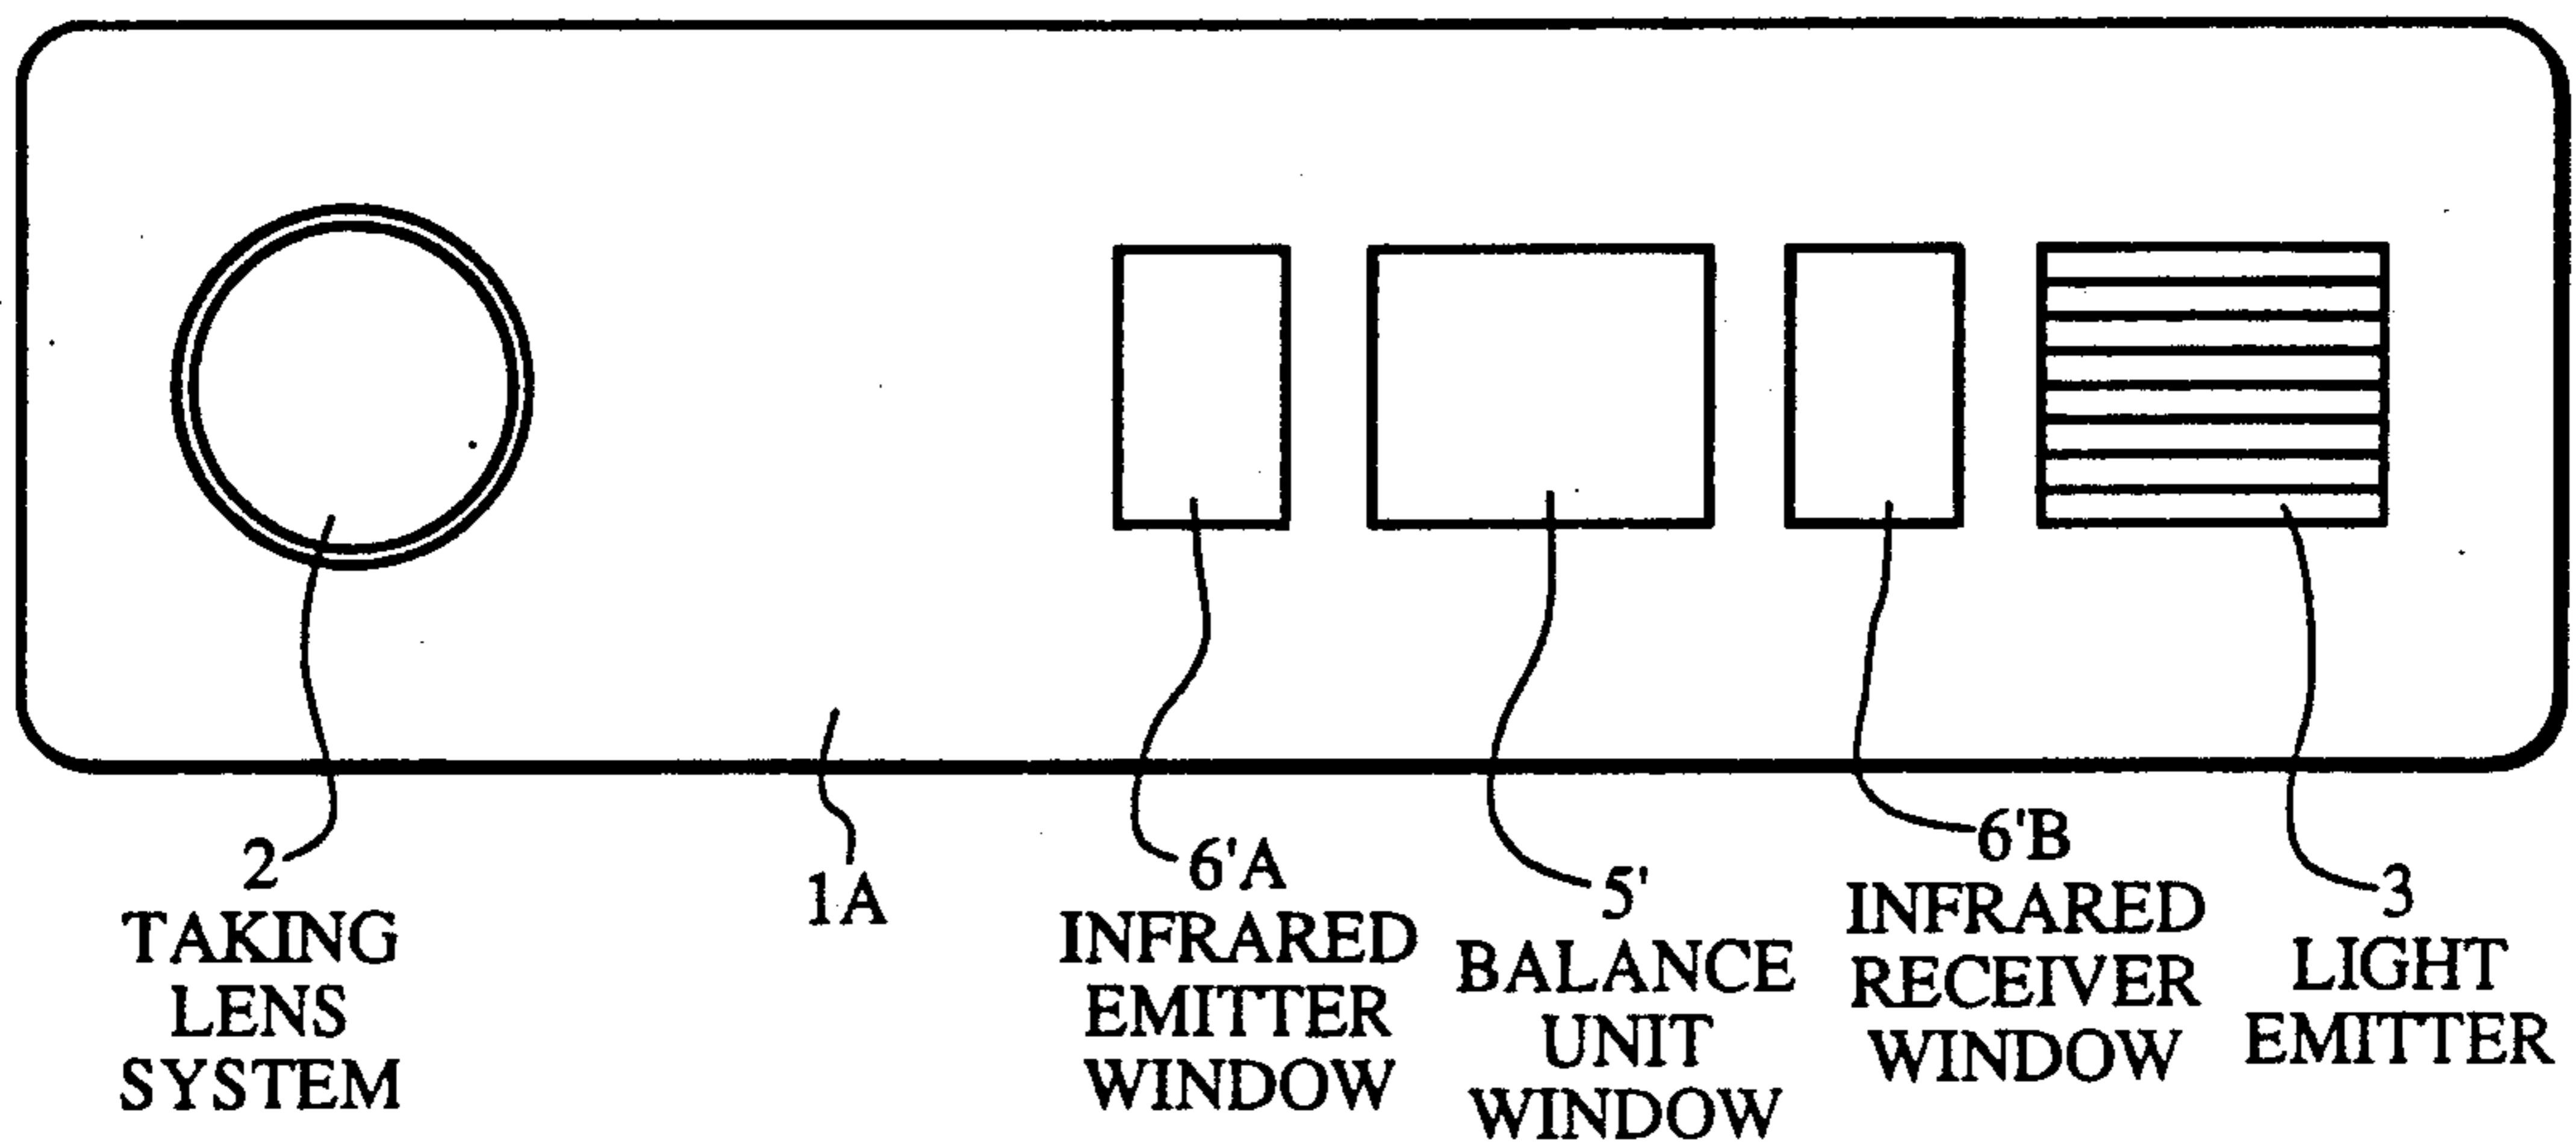 2
TAKING
LENS
SYSTEM
1A
6'A
INFRARED
EMITTER
WINDOW
5'
BALANCE
UNIT
WINDOW
6'B
INFRARED
RECEIVER
WINDOW
3
LIGHT
EMITTER